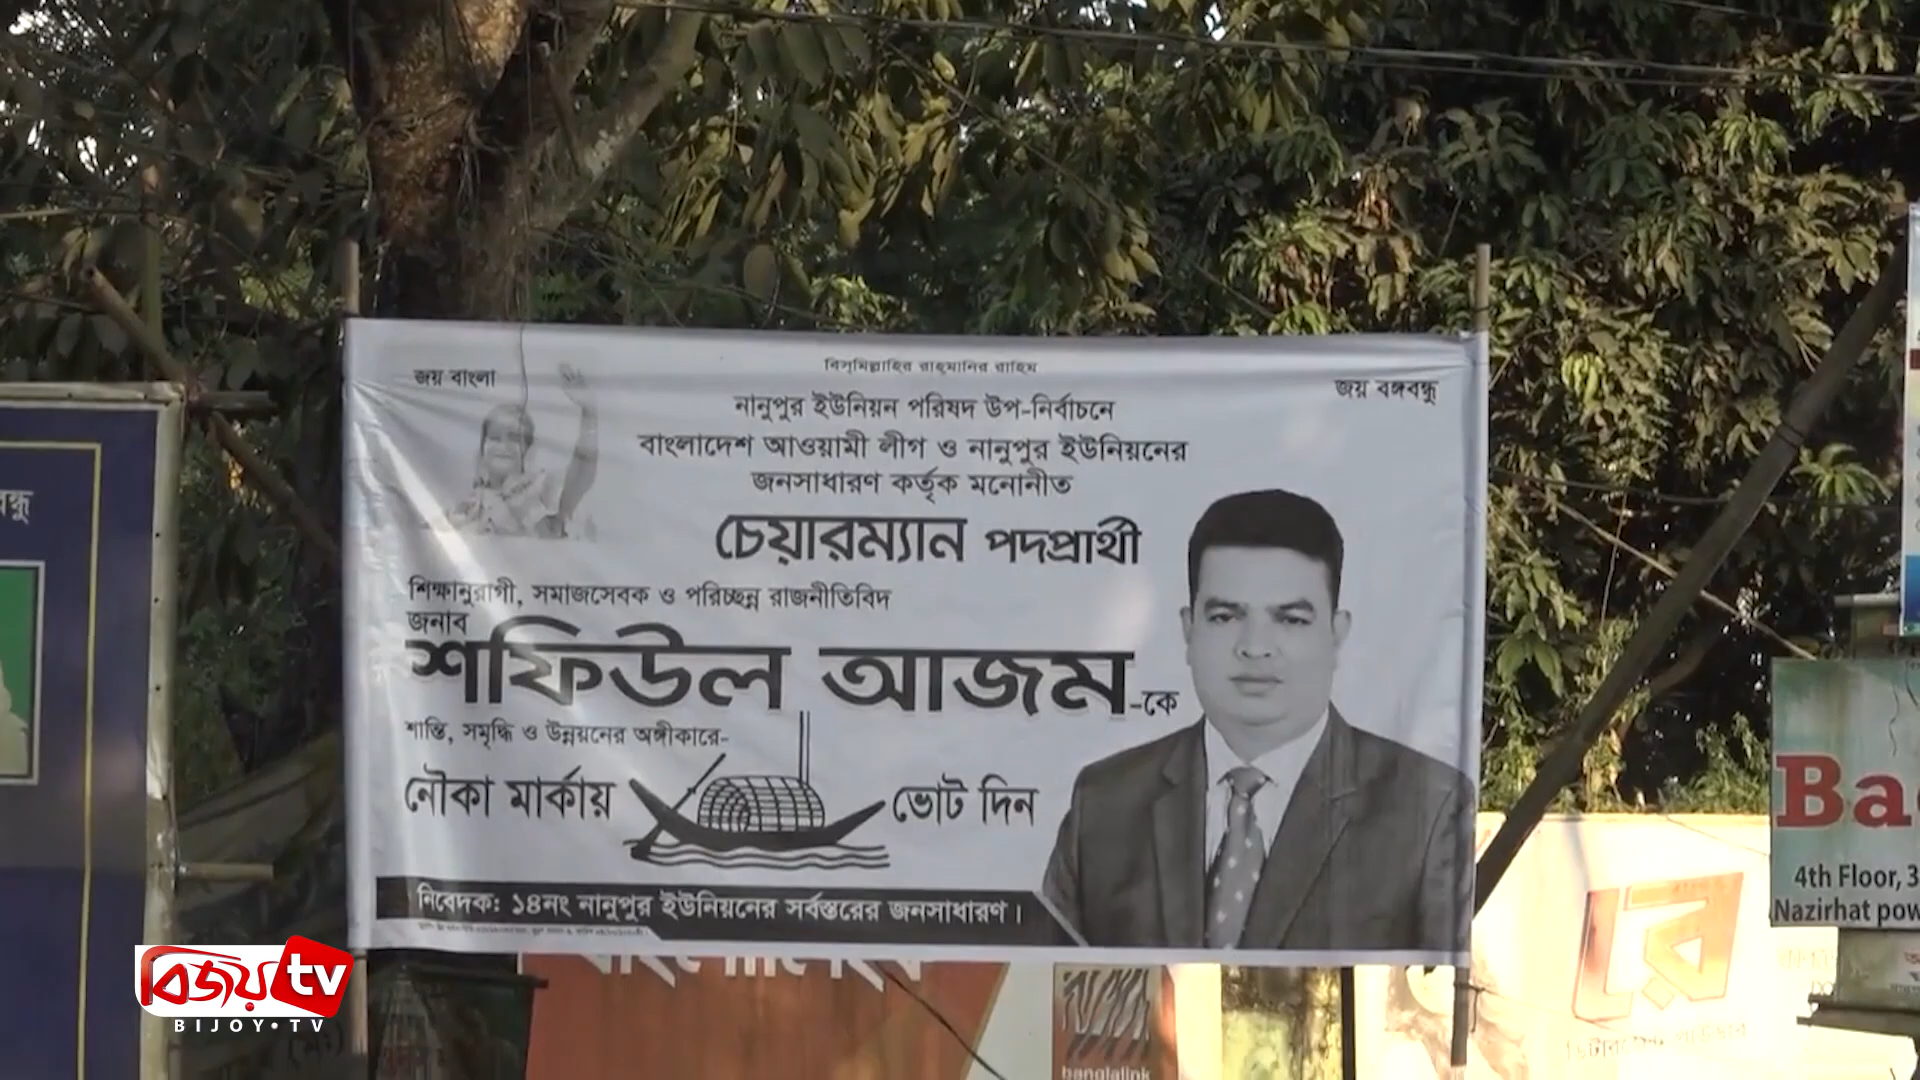 বিস্‌মিল্লাহির রাহ্‌মানির রাহিম
জয় বাংলা
জয় বঙ্গবন্ধু
নানুপুর ইউনিয়ন পরিষদ উপ-নির্বাচনে
বাংলাদেশ আওয়ামী লীগ ও নানুপুর ইউনিয়নের
জনসাধারণ কর্তৃক মনোনীত
চেয়ারম্যান পদপ্রার্থী
শিক্ষানুরাগী, সমাজসেবক ও পরিচ্ছন্ন রাজনীতিবিদ
জনাব
শফিউল আজম-কে
শান্তি, সমৃদ্ধি ও উন্নয়নের অঙ্গীকারে-
নৌকা মার্কায় ভোট দিন
নিবেদক: ১৪নং নানুপুর ইউনিয়নের সর্বস্তরের জনসাধারণ।
Ba
4th Floor, 3
Nazirhat pow
রে
banglalink
বিজয় tv
BIJOY•TV